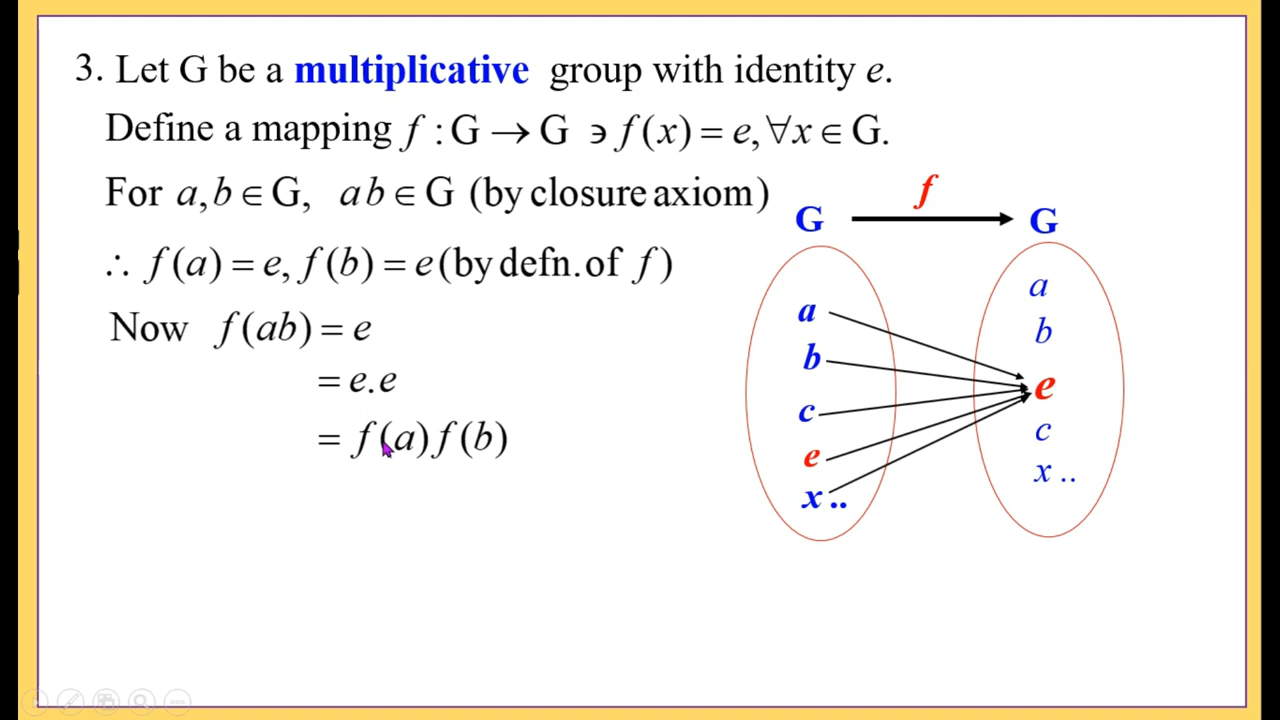 3. Let G be a multiplicative group with identity e.
Define a mapping f : G → G ∍ f(x) = e, ∀x ∈ G.
For a, b ∈ G, ab ∈ G (by closure axiom)
∴ f(a) = e, f(b) = e (by defn. of f)
Now f(ab) = e
= e.e
= f(a) f(b)
f
G G
a
b
c
e
x ..
a
b
e
c
x ..